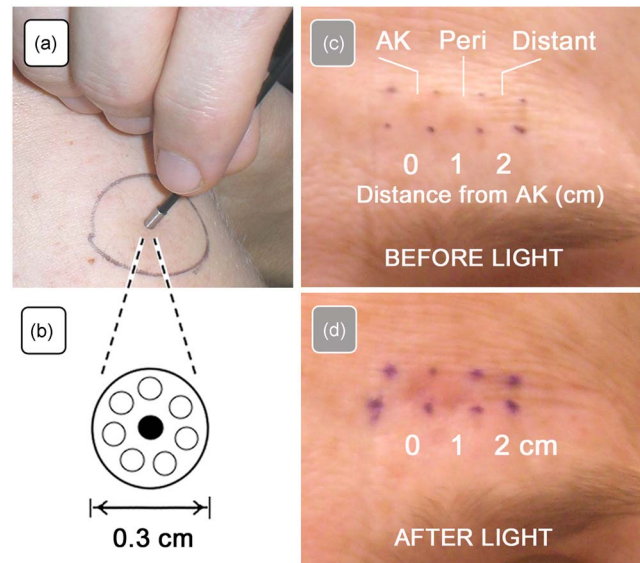 (a)
(b)
0.3 cm
(c)
AK Peri Distant
0 1 2
Distance from AK (cm)
BEFORE LIGHT
(d)
0 1 2 cm
AFTER LIGHT